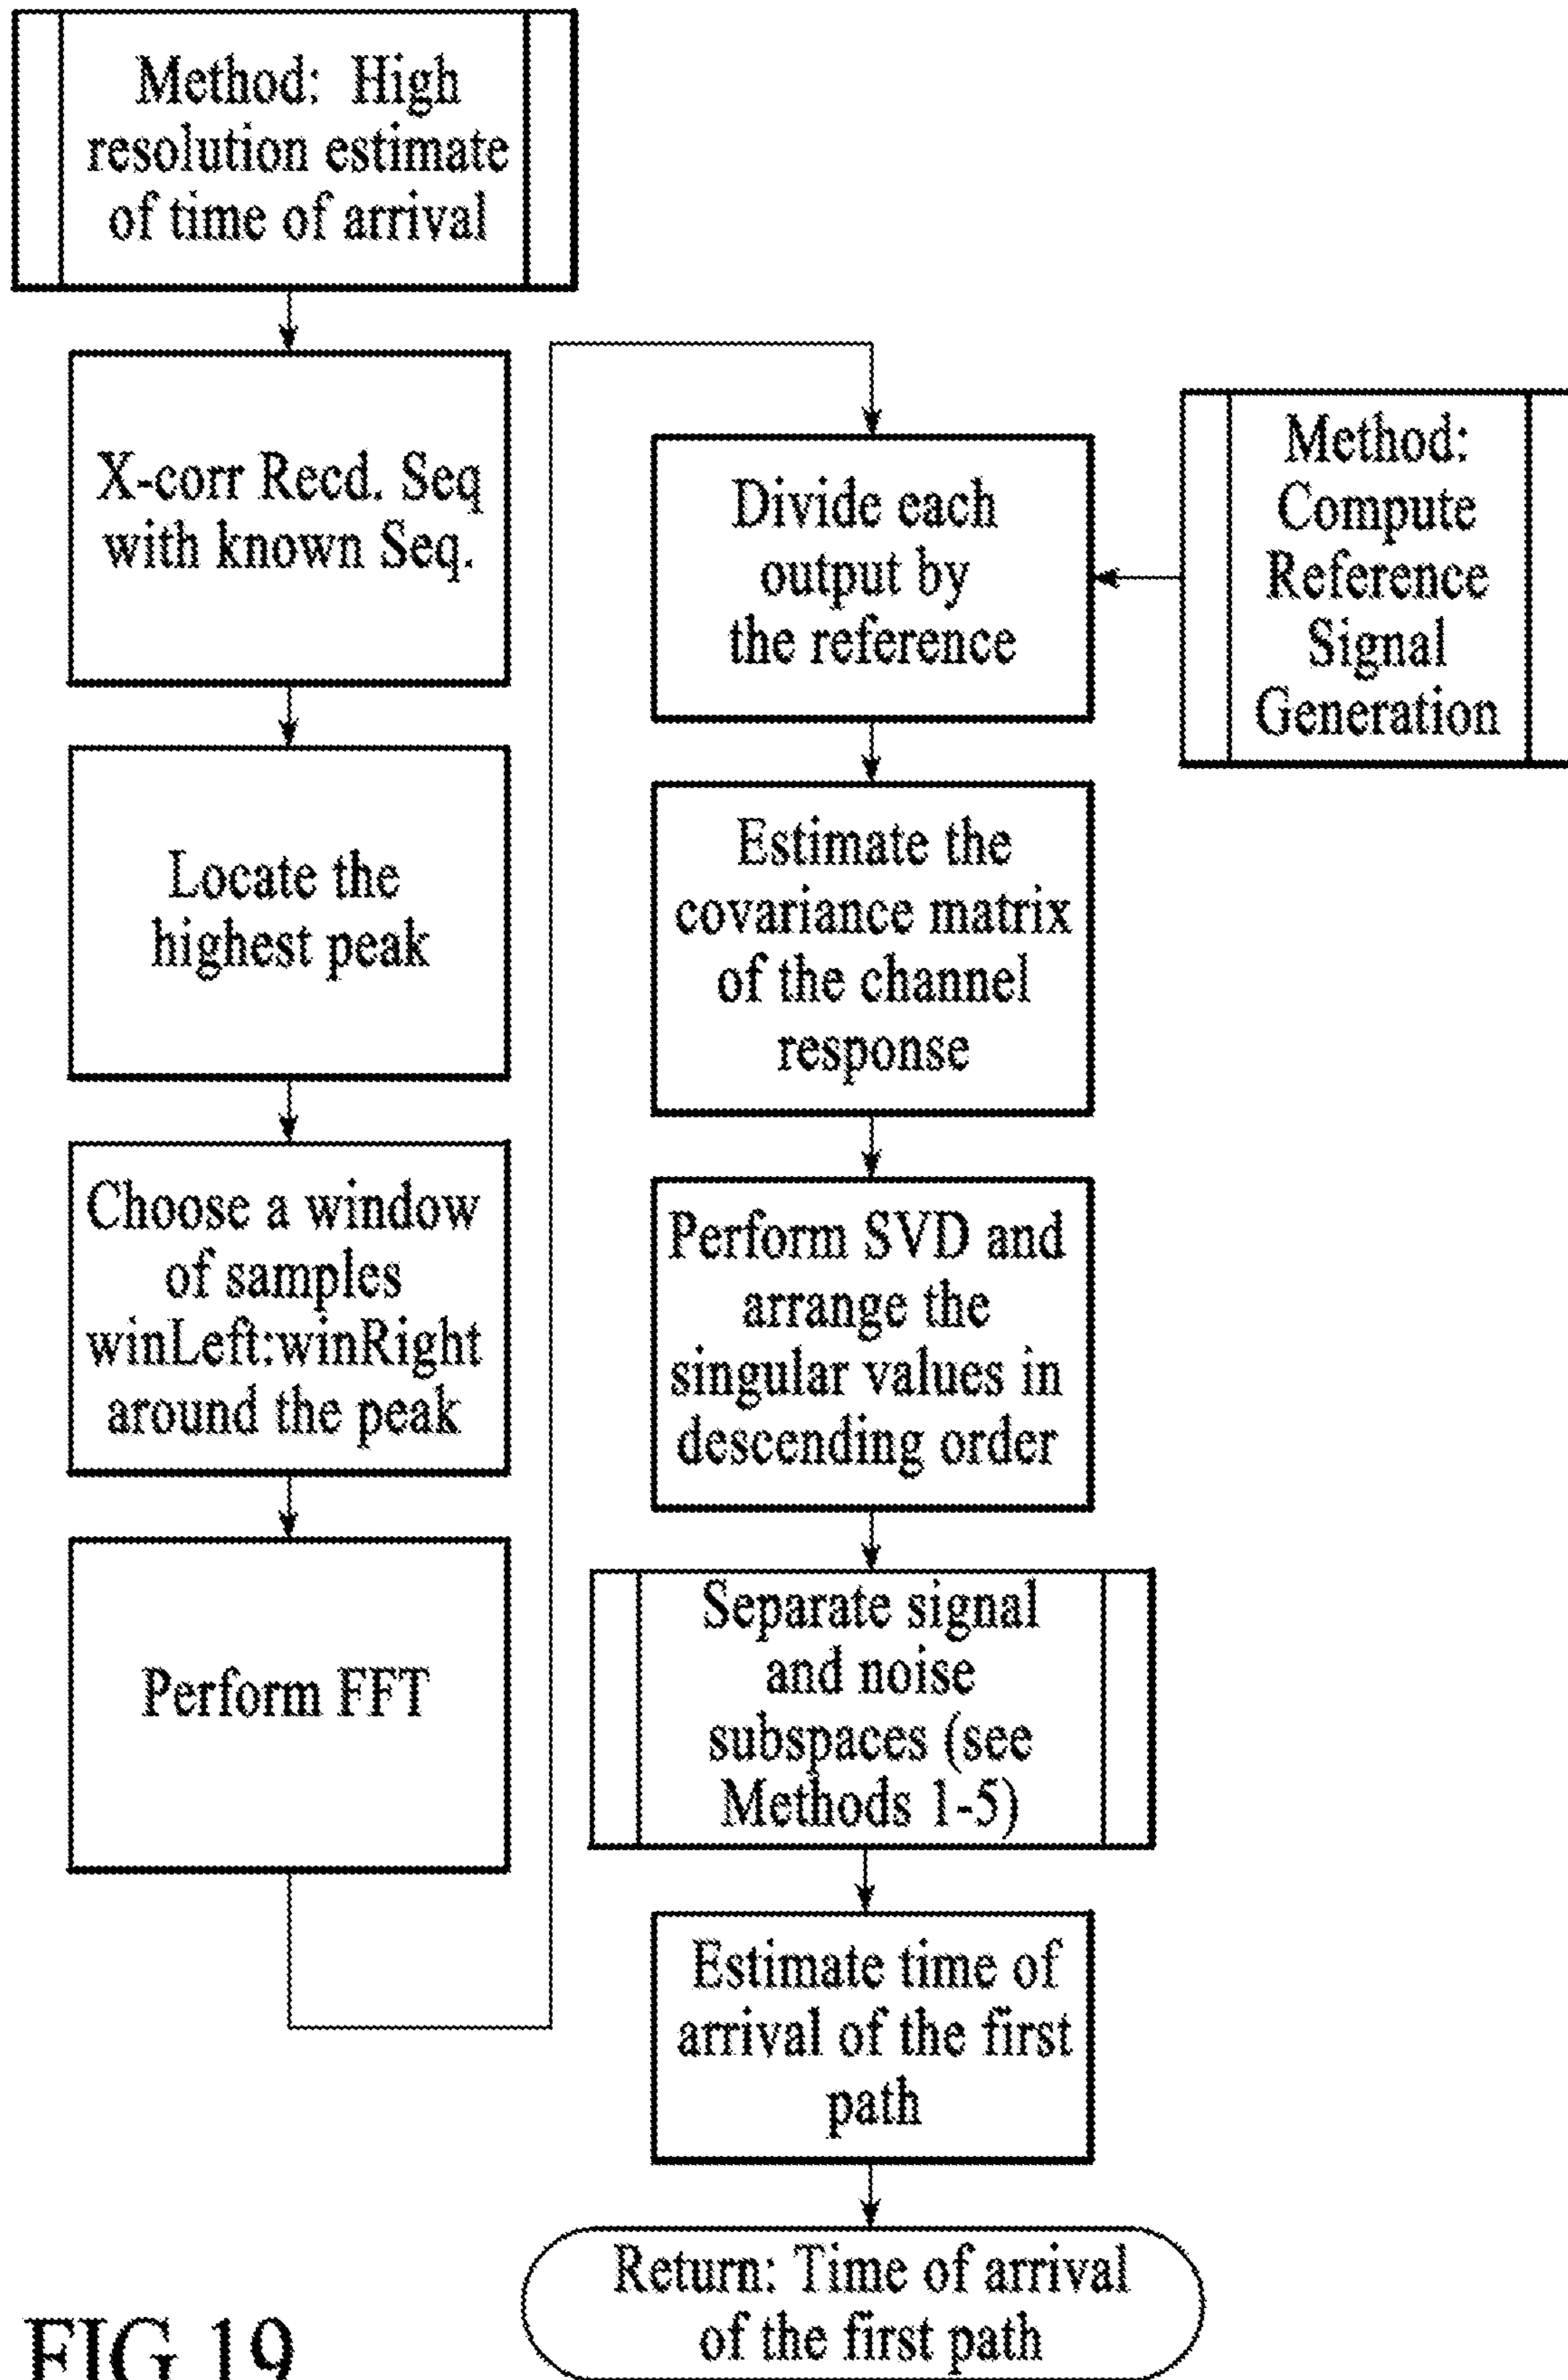 Method: High
resolution estimate
of time of arrival
X-corr Recd. Seq
with known Seq.
Locate the
highest peak
Choose a window
of samples
winLeft:winRight
around the peak
Perform FFT
Divide each
output by
the reference
Method:
Compute
Reference
Signal
Generation
Estimate the
covariance matrix
of the channel
response
Perform SVD and
arrange the
singular values in
descending order
Separate signal
and noise
subspaces (see
Methods 1-5)
Estimate time of
arrival of the first
path
Return: Time of arrival
of the first path
FIG 19